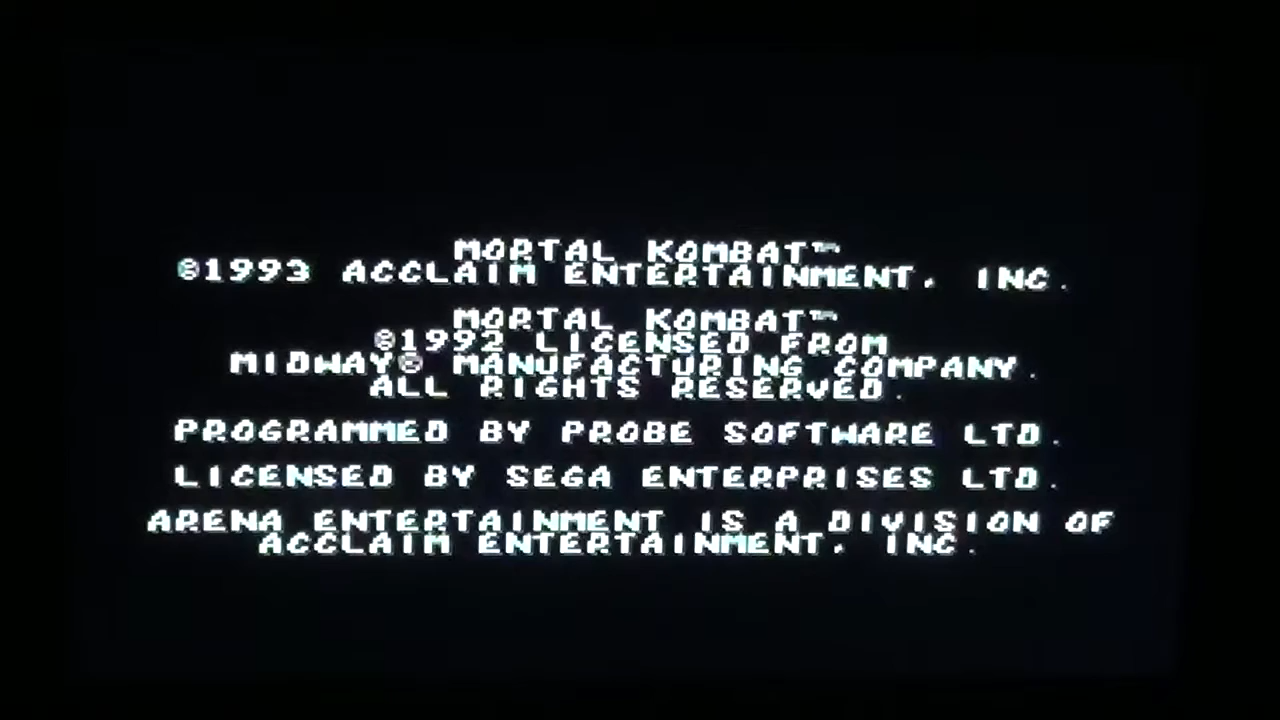 MORTAL KOMBAT™
©1993 ACCLAIM ENTERTAINMENT, INC.
MORTAL KOMBAT™
©1992 LICENSED FROM
MIDWAY® MANUFACTURING COMPANY.
ALL RIGHTS RESERVED.
PROGRAMMED BY PROBE SOFTWARE LTD.
LICENSED BY SEGA ENTERPRISES LTD.
ARENA ENTERTAINMENT IS A DIVISION OF
ACCLAIM ENTERTAINMENT, INC.